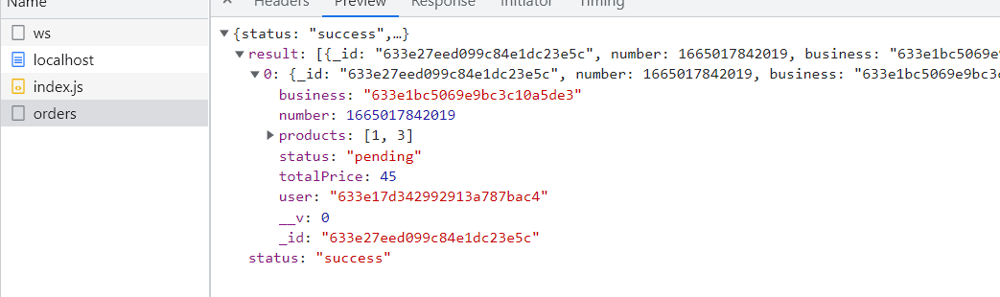 Name
Headers Preview Response Initiator Timing
ws
localhost
index.js
orders
{status: "success",…}
result: [{_id: "633e27eed099c84e1dc23e5c", number: 1665017842019, business: "633e1bc5069e9
0: {_id: "633e27eed099c84e1dc23e5c", number: 1665017842019, business: "633e1bc5069e9bc3c
business: "633e1bc5069e9bc3c10a5de3"
number: 1665017842019
products: [1, 3]
status: "pending"
totalPrice: 45
user: "633e17d342992913a787bac4"
__v: 0
_id: "633e27eed099c84e1dc23e5c"
status: "success"